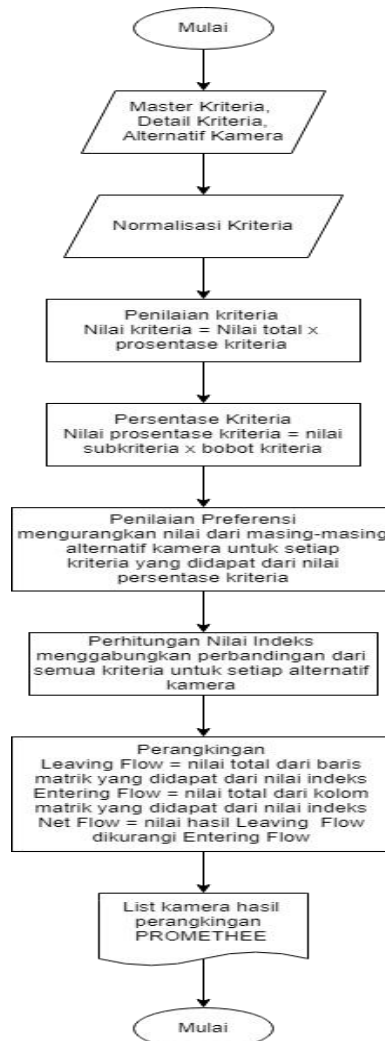 Mulai
Master Kriteria,
Detail Kriteria,
Alternatif Kamera
Normalisasi Kriteria
Penilaian kriteria
Nilai kriteria = Nilai total x
prosentase kriteria
Persentase Kriteria
Nilai prosentase kriteria = nilai
subkriteria x bobot kriteria
Penilaian Preferensi
mengurangkan nilai dari masing-masing
alternatif kamera untuk setiap
kriteria yang didapat dari nilai
persentase kriteria
Perhitungan Nilai Indeks
menggabungkan perbandingan dari
semua kriteria untuk setiap alternatif
kamera
Perangkingan
Leaving Flow = nilai total dari baris
matrik yang didapat dari nilai indeks
Entering Flow = nilai total dari kolom
matrik yang didapat dari nilai indeks
Net Flow = nilai hasil Leaving Flow
dikurangi Entering Flow
List kamera hasil
perangkingan
PROMETHEE
Mulai